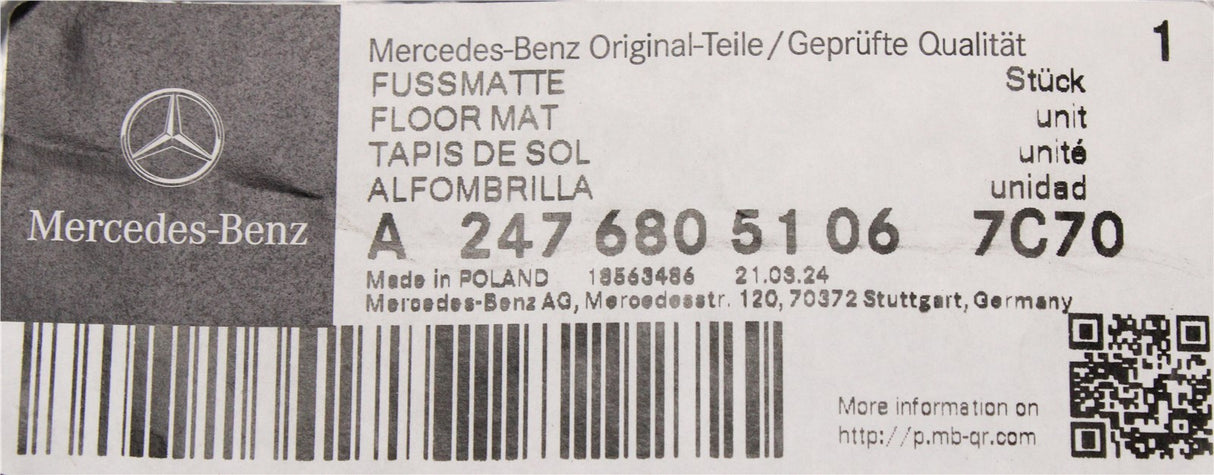 Mercedes-Benz
Mercedes-Benz Original-Teile/Geprüfte Qualität 1
FUSSMATTE Stück
FLOOR MAT unit
TAPIS DE SOL unité
ALFOMBRILLA unidad
A 247 680 51 06 7C70
Made in POLAND 18563486 21.03.24
Mercedes-Benz AG, Mercedesstr. 120, 70372 Stuttgart, Germany
More information on
http://p.mb-qr.com